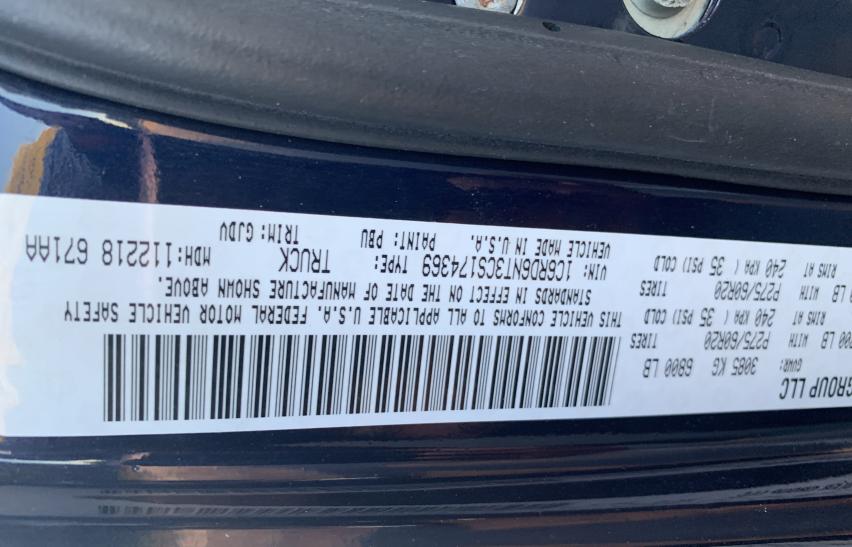 GROUP LLC
GVWR: 3085 KG 6800 LB
00 LB WITH P275/60R20 TIRES
RIMS AT 240 KPA ( 35 PSI) COLD
LB WITH P275/60R20 TIRES
RIMS AT 240 KPA ( 35 PSI) COLD
THIS VEHICLE CONFORMS TO ALL APPLICABLE U.S.A. FEDERAL MOTOR VEHICLE SAFETY
STANDARDS IN EFFECT ON THE DATE OF MANUFACTURE SHOWN ABOVE.
VIN: 1C6RD6NT3CS174369 TYPE: TRUCK MDH:112218 671AA
VEHICLE MADE IN U.S.A. PAINT: PBU TRIM: GJDV